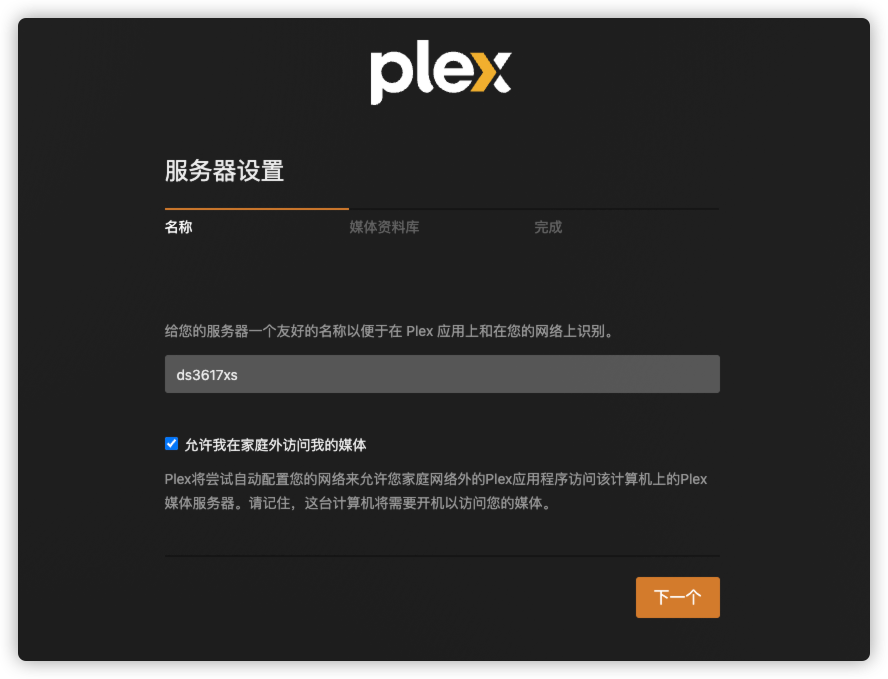 plex
服务器设置
名称 媒体资料库 完成
给您的服务器一个友好的名称以便于在 Plex 应用上和在您的网络上识别。
ds3617xs
允许我在家庭外访问我的媒体
Plex将尝试自动配置您的网络来允许您家庭网络外的Plex应用程序访问该计算机上的Plex
媒体服务器。请记住，这台计算机将需要开机以访问您的媒体。
下一个